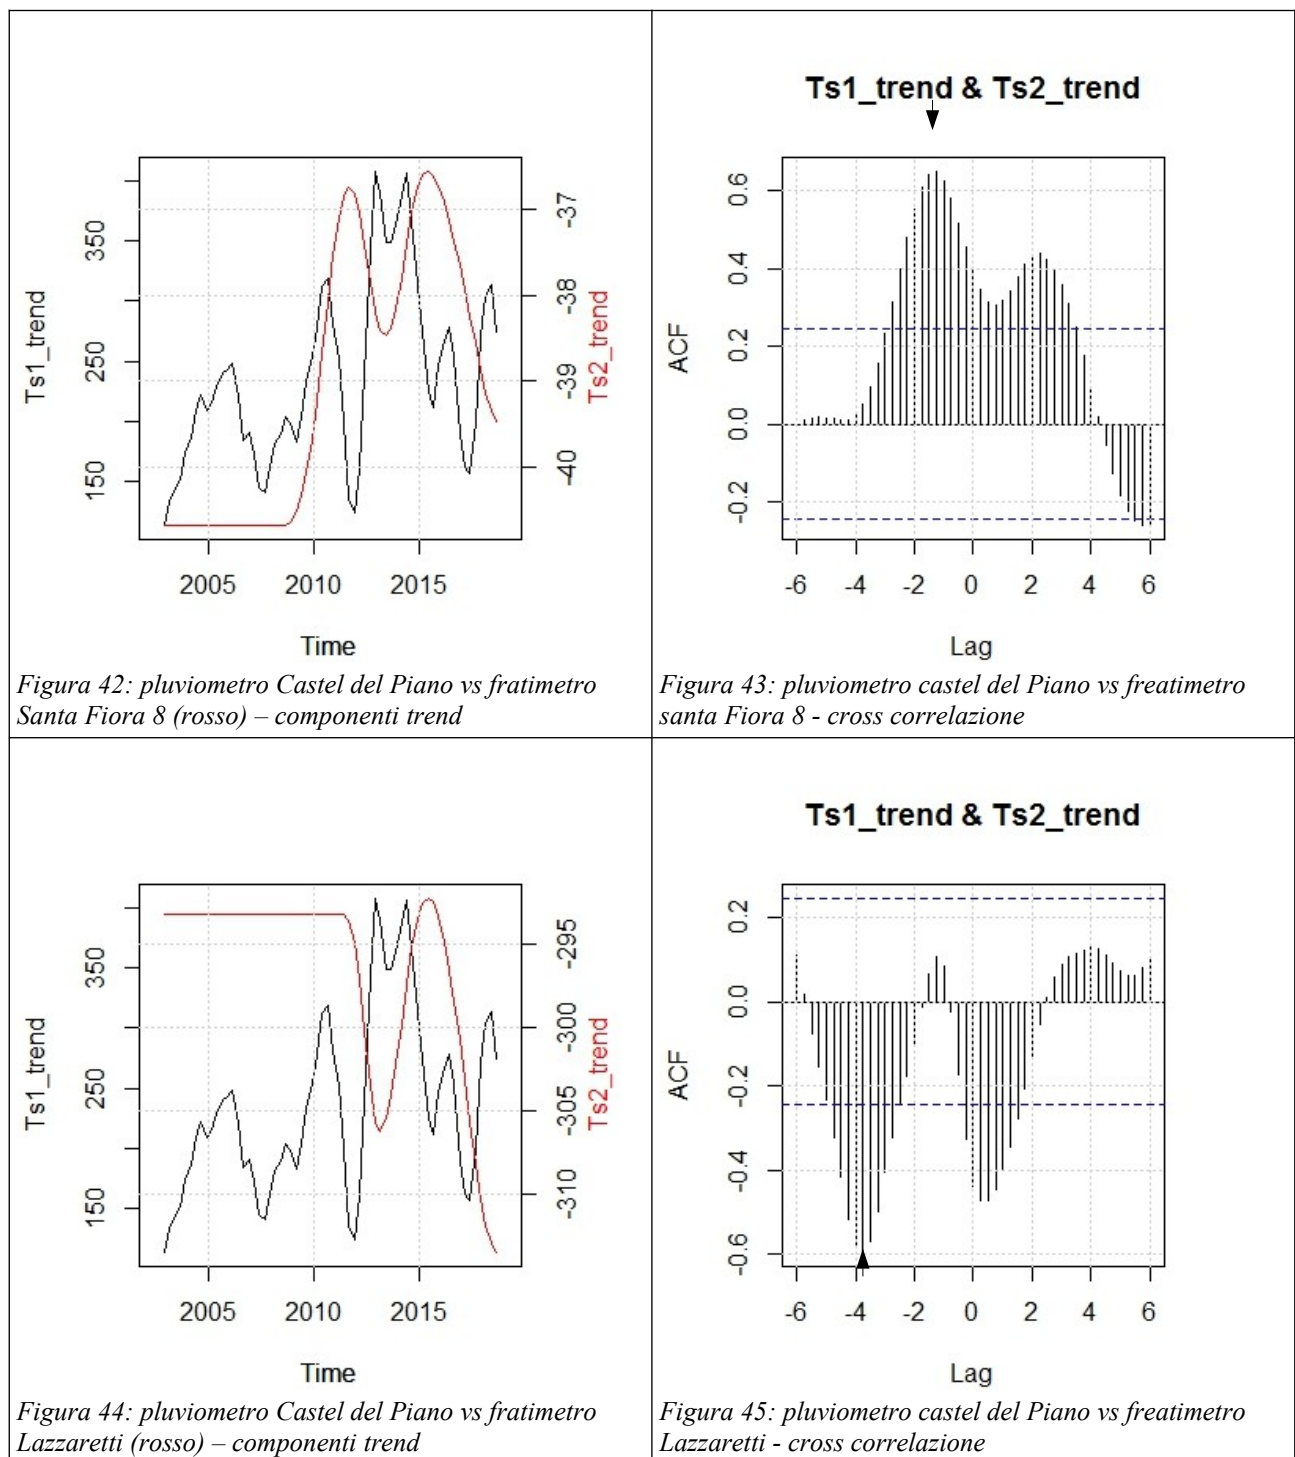 Ts1_trend
350
250
150
-37
-38
-39
-40
Ts2_trend
2005 2010 2015
Time
Figura 42: pluviometro Castel del Piano vs fratimetro
Santa Fiora 8 (rosso) – componenti trend
Ts1_trend & Ts2_trend
ACF
0.6
0.4
0.2
0.0
-0.2
-6 -4 -2 0 2 4 6
Lag
Figura 43: pluviometro castel del Piano vs freatimetro
santa Fiora 8 - cross correlazione
Ts1_trend
350
250
150
-295
-300
-305
-310
Ts2_trend
2005 2010 2015
Time
Figura 44: pluviometro Castel del Piano vs fratimetro
Lazzaretti (rosso) – componenti trend
Ts1_trend & Ts2_trend
ACF
0.2
0.0
-0.2
-0.4
-0.6
-6 -4 -2 0 2 4 6
Lag
Figura 45: pluviometro castel del Piano vs freatimetro
Lazzaretti - cross correlazione